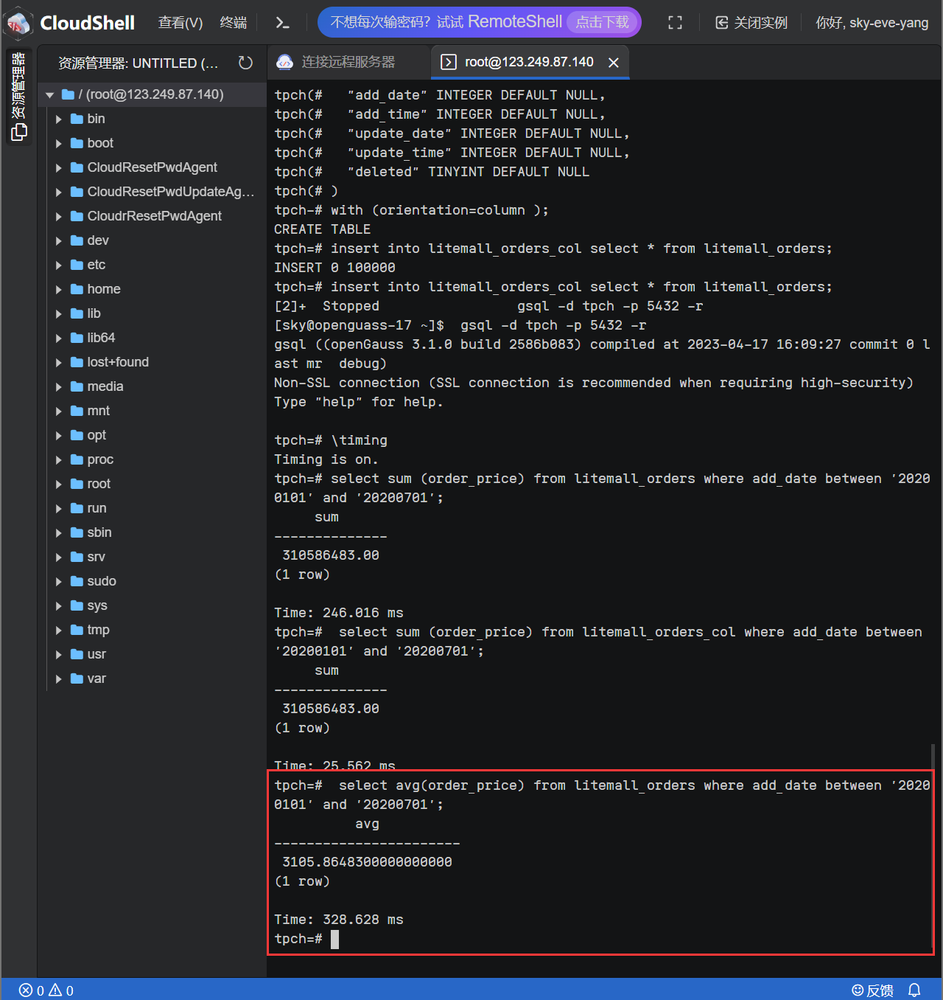 CloudShell 查看(V) 终端 不想每次输密码？试试 RemoteShell 点击下载 关闭实例 你好, sky-eve-yang
资源管理器
资源管理器: UNTITLED (...
/ (root@123.249.87.140)
bin
boot
CloudResetPwdAgent
CloudResetPwdUpdateAg...
CloudrResetPwdAgent
dev
etc
home
lib
lib64
lost+found
media
mnt
opt
proc
root
run
sbin
srv
sudo
sys
tmp
usr
var
连接远程服务器 root@123.249.87.140
tpch(#   "add_date" INTEGER DEFAULT NULL,
tpch(#   "add_time" INTEGER DEFAULT NULL,
tpch(#   "update_date" INTEGER DEFAULT NULL,
tpch(#   "update_time" INTEGER DEFAULT NULL,
tpch(#   "deleted" TINYINT DEFAULT NULL
tpch(# )
tpch-# with (orientation=column );
CREATE TABLE
tpch=# insert into litemall_orders_col select * from litemall_orders;
INSERT 0 100000
tpch=# insert into litemall_orders_col select * from litemall_orders;
[2]+  Stopped                 gsql -d tpch -p 5432 -r
[sky@openguass-17 ~]$  gsql -d tpch -p 5432 -r
gsql ((openGauss 3.1.0 build 2586b083) compiled at 2023-04-17 16:09:27 commit 0 l
ast mr  debug)
Non-SSL connection (SSL connection is recommended when requiring high-security)
Type "help" for help.
tpch=# \timing
Timing is on.
tpch=# select sum (order_price) from litemall_orders where add_date between '2020
0101' and '20200701';
sum
--------------
310586483.00
(1 row)
Time: 246.016 ms
tpch=#  select sum (order_price) from litemall_orders_col where add_date between
'20200101' and '20200701';
sum
--------------
310586483.00
(1 row)
Time: 25.562 ms
tpch=#  select avg(order_price) from litemall_orders where add_date between '2020
0101' and '20200701';
avg
-----------------------
3105.8648300000000000
(1 row)
Time: 328.628 ms
tpch=#
0 0 反馈